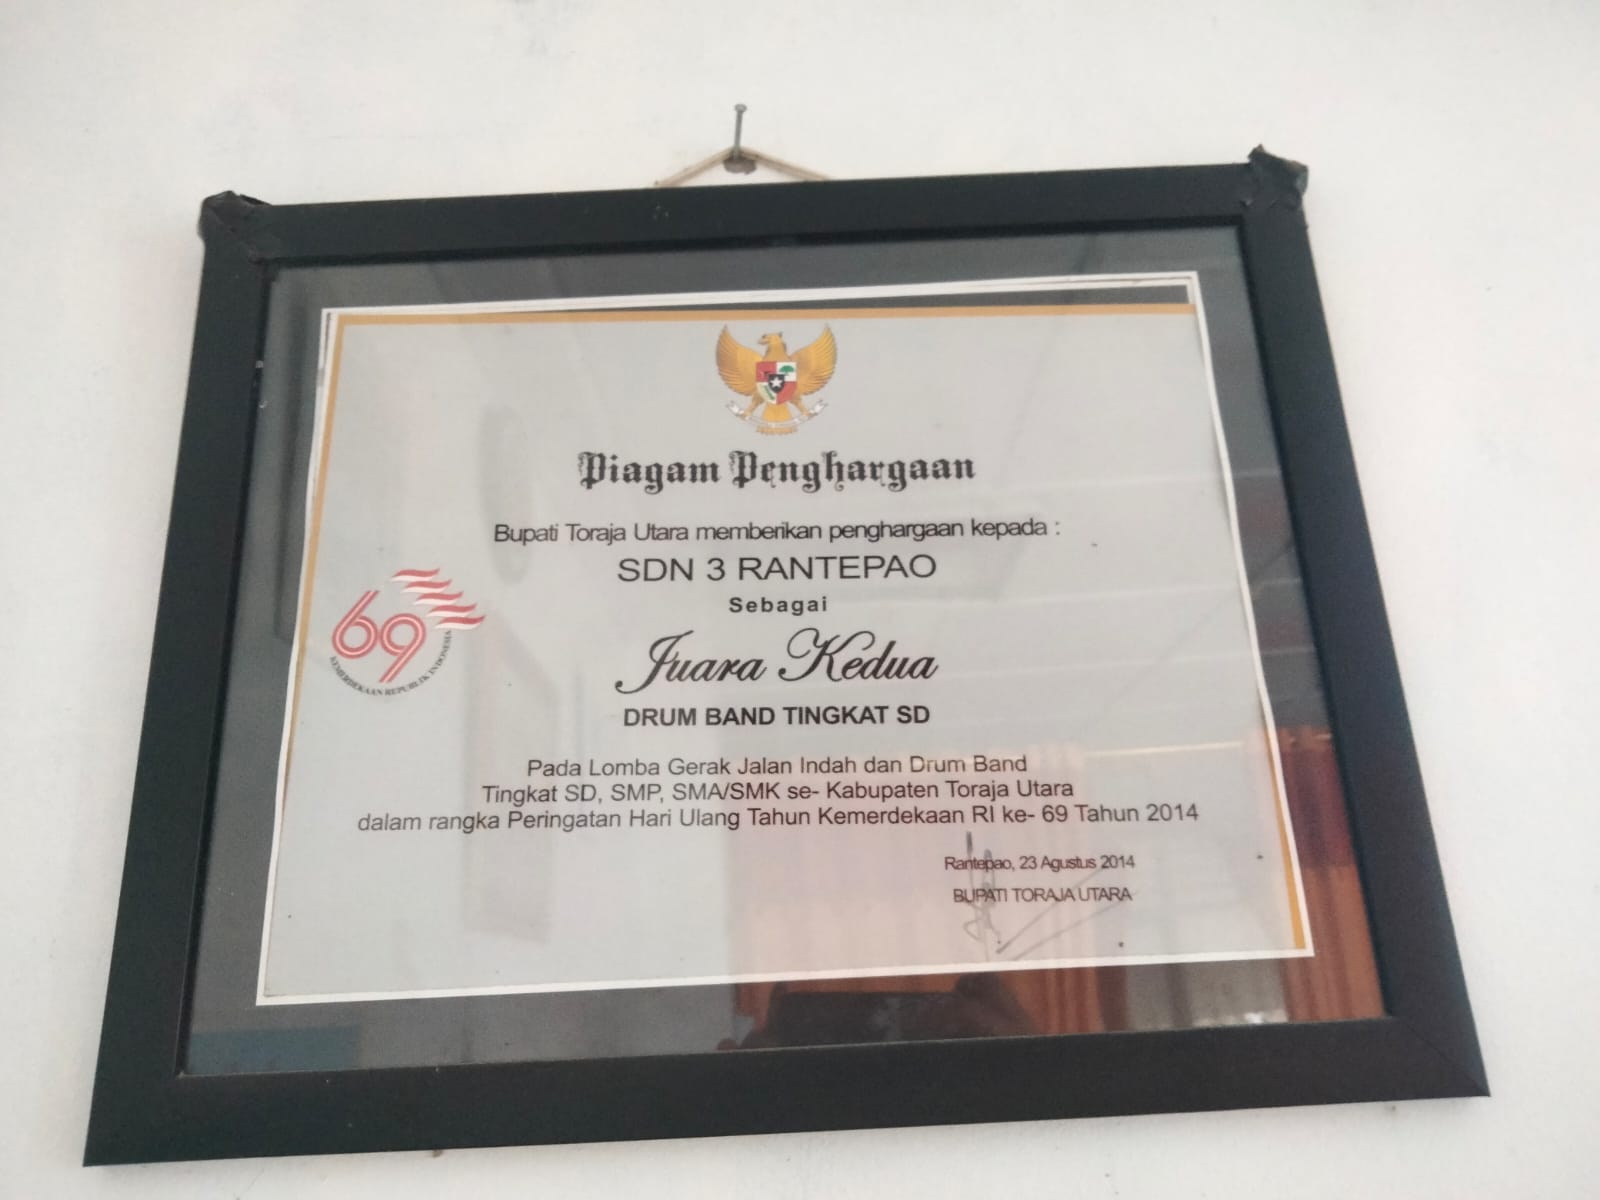 Piagam Penghargaan
Bupati Toraja Utara memberikan penghargaan kepada :
SDN 3 RANTEPAO
Sebagai
Juara Kedua
DRUM BAND TINGKAT SD
69
KEMERDEKAAN REPUBLIK INDONESIA
Pada Lomba Gerak Jalan Indah dan Drum Band
Tingkat SD, SMP, SMA/SMK se- Kabupaten Toraja Utara
dalam rangka Peringatan Hari Ulang Tahun Kemerdekaan RI ke- 69 Tahun 2014
Rantepao, 23 Agustus 2014
BUPATI TORAJA UTARA